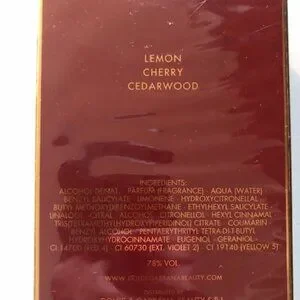 LEMON
CHERRY
CEDARWOOD
INGREDIENTS:
ALCOHOL DENAT. - PARFUM (FRAGRANCE) - AQUA (WATER)
BENZYL SALICYLATE - LIMONENE - HYDROXYCITRONELLAL
BUTYL METHOXYDIBENZOYLMETHANE - ETHYLHEXYL SALICYLATE -
LINALOOL - CITRAL - ALCOHOL - CITRONELLOL - HEXYL CINNAMAL
TRIS(TETRAMETHYLHYDROXYPIPERIDINOL) CITRATE - COUMARIN -
BENZYL ALCOHOL - PENTAERYTHRITYL TETRA-DI-T-BUTYL
HYDROXYHYDROCINNAMATE - EUGENOL - GERANIOL -
CI 14700 (RED 4) - CI 60730 (EXT. VIOLET 2) - CI 19140 (YELLOW 5)
78% VOL.
WWW.DOLCEGABBANABEAUTY.COM